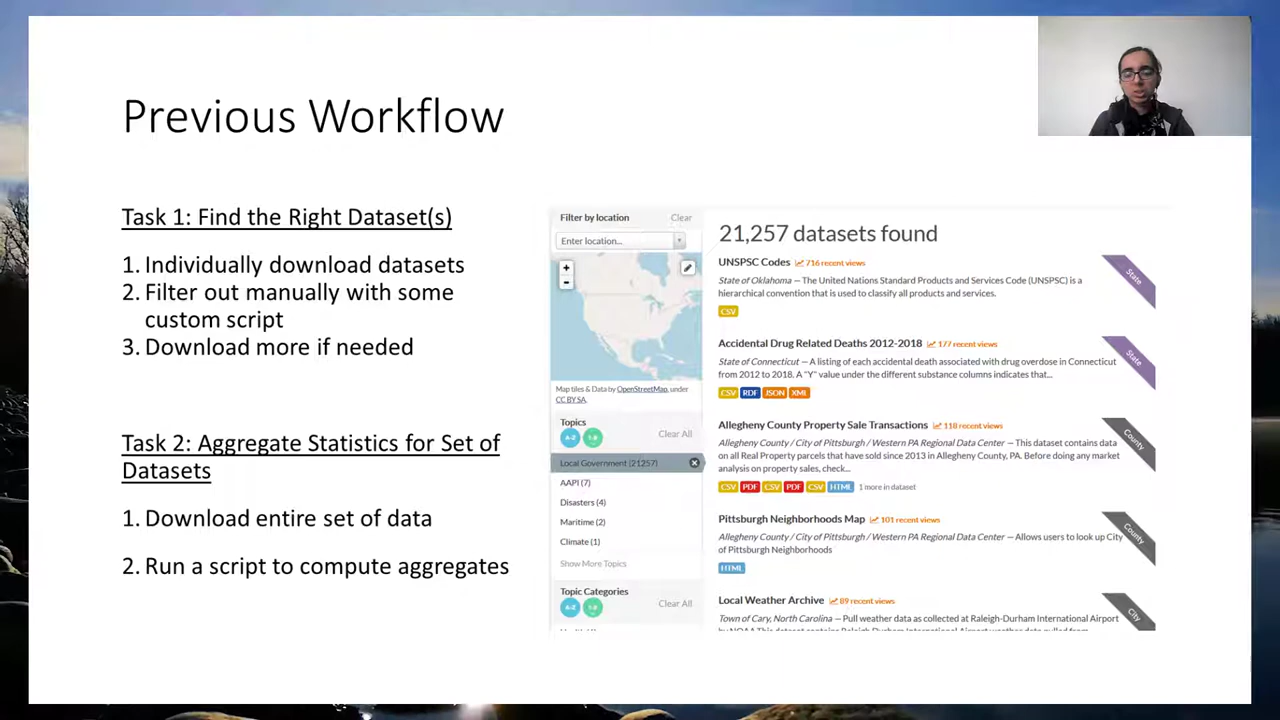 Previous Workflow
Task 1: Find the Right Dataset(s)
1. Individually download datasets
2. Filter out manually with some
custom script
3. Download more if needed
Task 2: Aggregate Statistics for Set of
Datasets
1. Download entire set of data
2. Run a script to compute aggregates
Filter by location
Clear
Enter location...
+
-
Map tiles & Data by OpenStreetMap, under
CC BY SA.
Topics
A-Z
1-9
Clear All
Local Government (21257)
AAPI (7)
Disasters (4)
Maritime (2)
Climate (1)
Show More Topics
Topic Categories
A-Z
1-9
Clear All
21,257 datasets found
UNSPSC Codes 716 recent views
State of Oklahoma — The United Nations Standard Products and Services Code (UNSPSC) is a
hierarchical convention that is used to classify all products and services.
CSV
State
Accidental Drug Related Deaths 2012-2018 177 recent views
State of Connecticut — A listing of each accidental death associated with drug overdose in Connecticut
from 2012 to 2018. A "Y" value under the different substance columns indicates that...
CSV RDF JSON XML
State
Allegheny County Property Sale Transactions 118 recent views
Allegheny County / City of Pittsburgh / Western PA Regional Data Center — This dataset contains data
on all Real Property parcels that have sold since 2013 in Allegheny County, PA. Before doing any market
analysis on property sales, check...
CSV PDF CSV PDF CSV HTML 1 more in dataset
County
Pittsburgh Neighborhoods Map 101 recent views
Allegheny County / City of Pittsburgh / Western PA Regional Data Center — Allows users to look up City
of Pittsburgh Neighborhoods
HTML
County
Local Weather Archive 89 recent views
Town of Cary, North Carolina — Pull weather data as collected at Raleigh-Durham International Airport
City